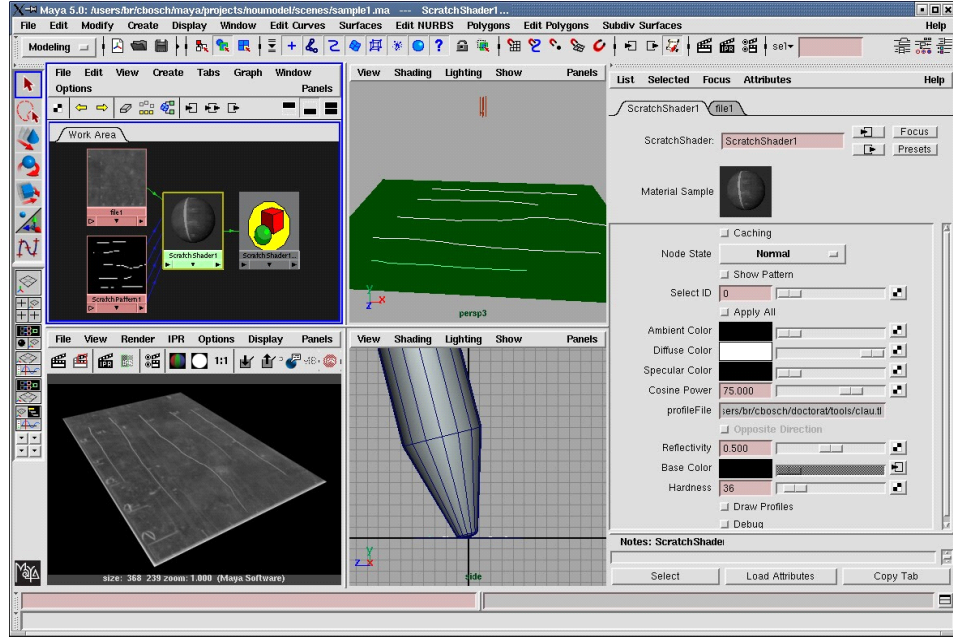 Maya 5.0: /users/br/cbosch/maya/projects/noumodel/scenes/sample1.ma --- ScratchShader1...
File Edit Modify Create Display Window Edit Curves Surfaces Edit NURBS Polygons Edit Polygons Subdiv Surfaces Help
Modeling
sel
File Edit View Create Tabs Graph Window
Options Panels
Work Area
file1
ScratchShader1
ScratchShader1...
ScratchPattern1
View Shading Lighting Show Panels
persp3
File View Render IPR Options Display Panels
1:1
size: 368 239 zoom: 1.000 (Maya Software)
View Shading Lighting Show Panels
side
List Selected Focus Attributes Help
ScratchShader1 file1
ScratchShader: ScratchShader1
Focus
Presets
Material Sample
Caching
Node State Normal
Show Pattern
Select ID 0
Apply All
Ambient Color
Diffuse Color
Specular Color
Cosine Power 75.000
profileFile sers/br/cbosch/doctorat/tools/clau.tl
Opposite Direction
Reflectivity 0.500
Base Color
Hardness 36
Draw Profiles
Debug
Notes: ScratchShade
Select Load Attributes Copy Tab